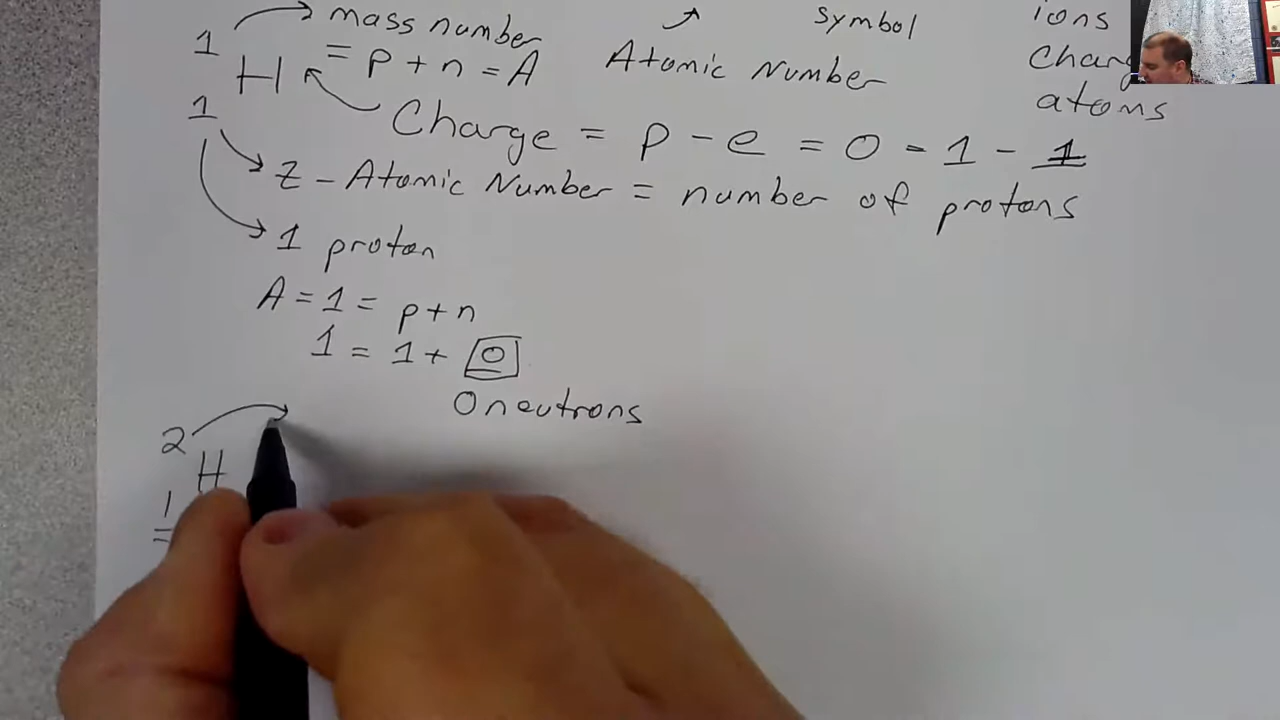 mass number
symbol
ions
1
H
= p + n = A
Atomic Number
1
Charge = p - e = 0 - 1 - 1
atoms
Z - Atomic Number = number of protons
1 proton
A = 1 = p + n
1 = 1 + 0
0 neutrons
2
H
1